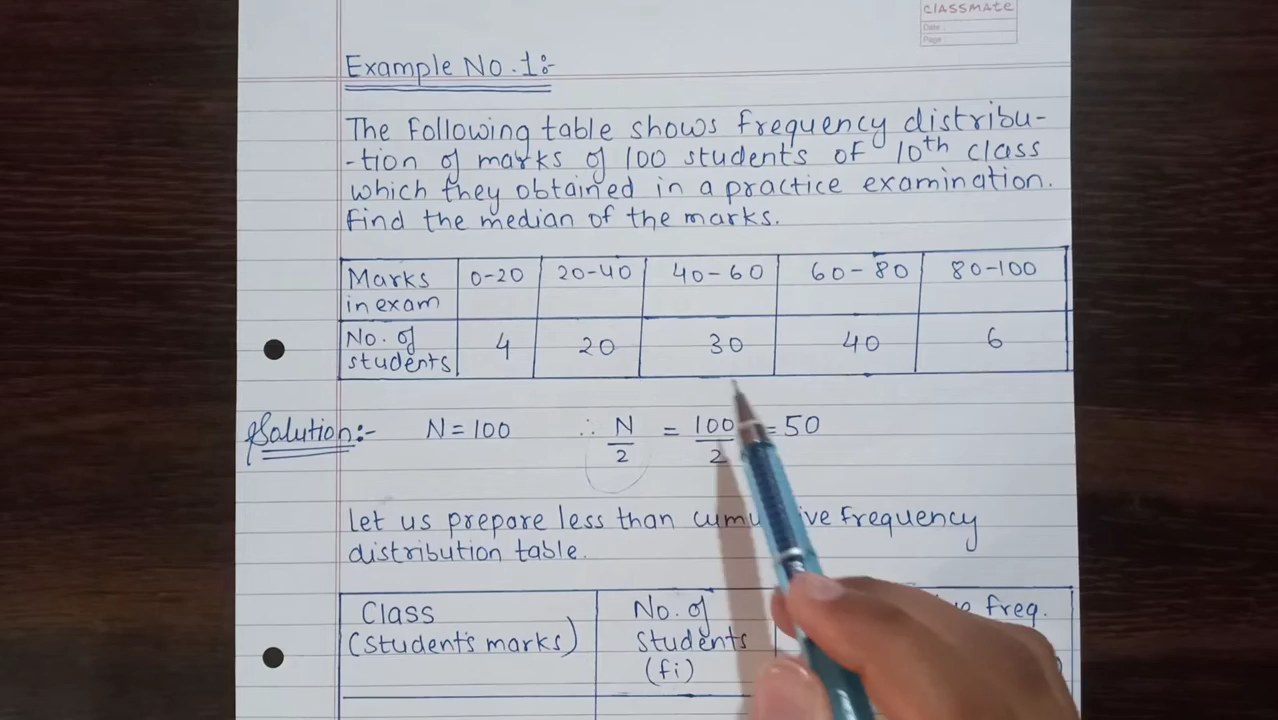 CLASSMATE
Date :
Page :
Example No.1:-
The following table shows frequency distribu-
-tion of marks of 100 students of 10th class
which they obtained in a practice examination.
Find the median of the marks.
Marks in exam | 0-20 | 20-40 | 40-60 | 60-80 | 80-100
No. of students | 4 | 20 | 30 | 40 | 6
Solution:- N = 100 ∴ N/2 = 100/2 = 50
Let us prepare less than ive frequency
distribution table.
Class (Student's marks) | No. of Students (fi) | freq.